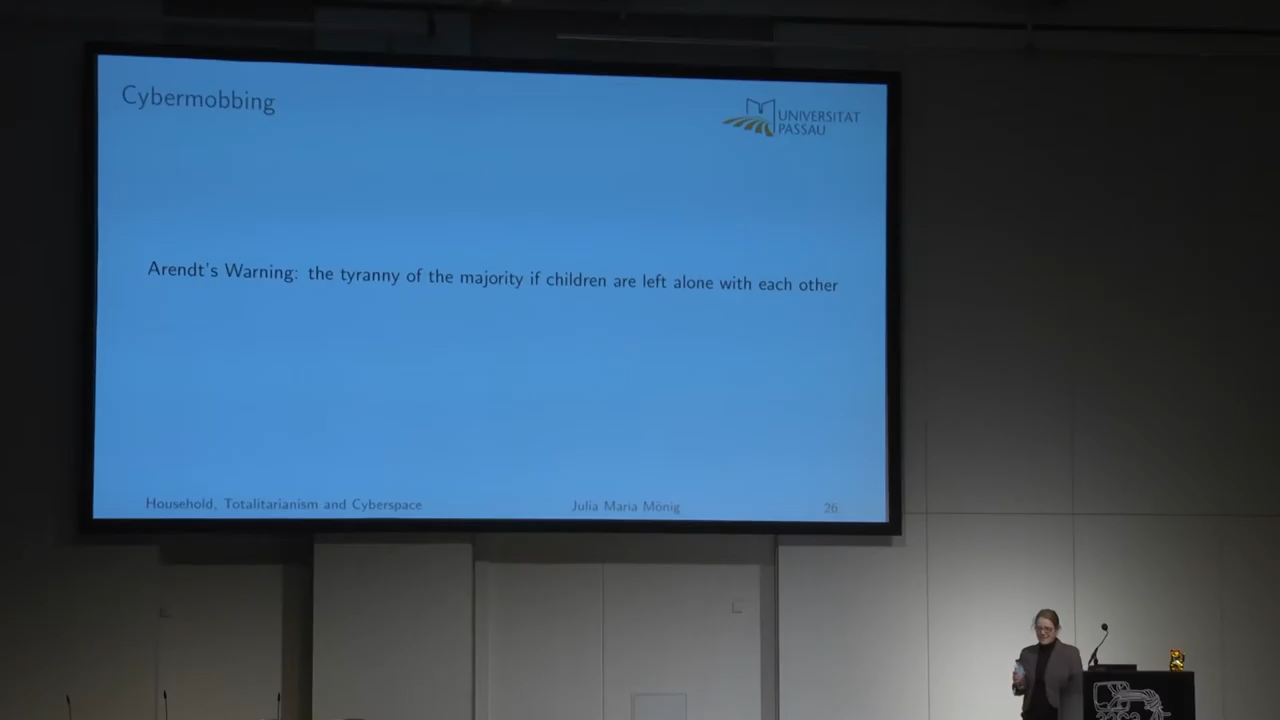 Cybermobbing
UNIVERSITÄT
PASSAU
Arendt's Warning: the tyranny of the majority if children are left alone with each other
Household, Totalitarianism and Cyberspace
Julia Maria Mönig
26